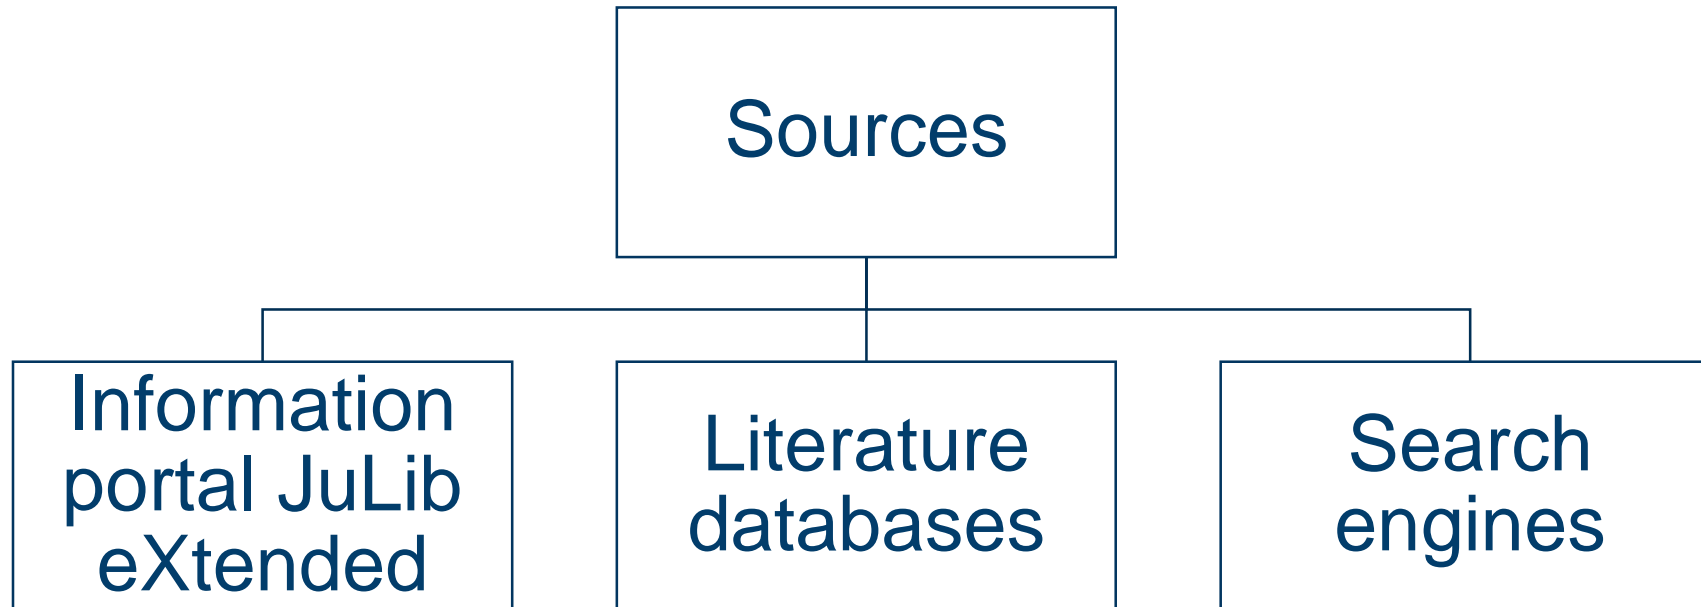 Sources
Information
portal JuLib
eXtended
Literature
databases
Search
engines